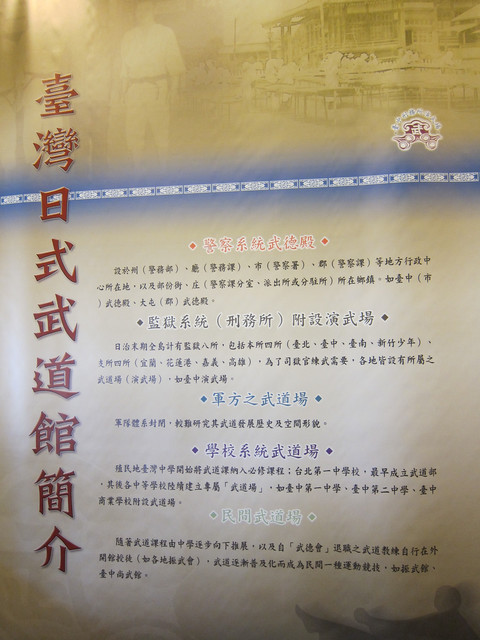 臺灣日式武道館簡介
警察系統武德殿
設於州（警務部）、廳（警務課）、市（警察署）、郡（警察課）等地方行政中
心所在地，以及部份街、庄（警察課分室、派出所或分駐所）所在鄉鎮。如臺中（市
）武德殿、大屯（郡）武德殿。
監獄系統（刑務所）附設演武場
日治末期全島計有監獄八所，包括本所四所（臺北、臺中、臺南、新竹少年）、
支所四所（宜蘭、花蓮港、嘉義、高雄），為了司獄官練武需要，各地皆設有所屬之
武道場（演武場），如臺中演武場。
軍方之武道場
軍隊體系封閉，較難研究其武道發展歷史及空間形貌。
學校系統武道場
殖民地臺灣中學開始將武道課納入必修課程；台北第一中學校，最早成立武道部
，其後各中等學校陸續建立專屬「武道場」，如臺中第一中學、臺中第二中學、臺中
商業學校附設武道場。
民間武道場
隨著武道課程由中學逐步向下推展，以及自「武德會」退職之武道教練自行在外
開館授徒（如各地振武會），武道逐漸普及化而成為民間一種運動競技，如振武館、
臺中尚武館。